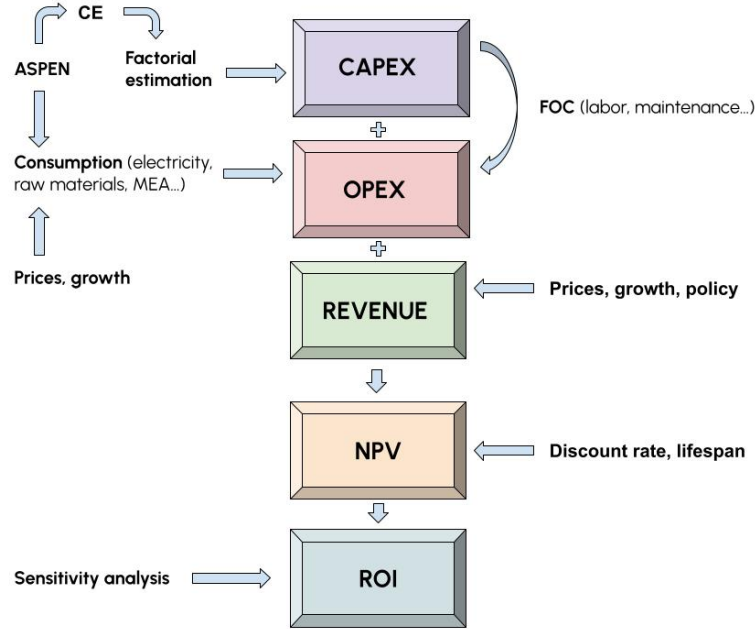 CE
ASPEN
Factorial
estimation
CAPEX
FOC (labor, maintenance...)
+
Consumption (electricity,
raw materials, MEA...)
OPEX
+
Prices, growth
REVENUE
Prices, growth, policy
NPV
Discount rate, lifespan
Sensitivity analysis
ROI